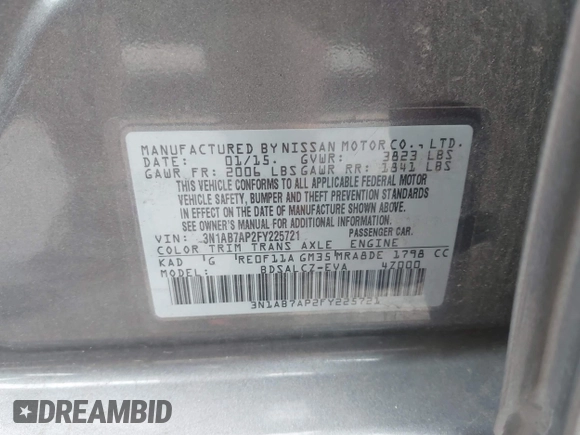 MANUFACTURED BY NISSAN MOTOR CO., LTD.
DATE: 01/15. GVWR: 3823 LBS
GAWR FR: 2006 LBS GAWR RR: 1841 LBS
THIS VEHICLE CONFORMS TO ALL APPLICABLE FEDERAL MOTOR
VEHICLE SAFETY, BUMPER AND THEFT PREVENTION STANDARDS
IN EFFECT ON THE DATE OF MANUFACTURE SHOWN ABOVE.
SEE OWNER'S MANUAL FOR ADDITIONAL INFORMATION.
VIN: 3N1AB7AP2FY225721 PASSENGER CAR.
COLOR TRIM TRANS AXLE ENGINE
KAD G RE0F11A GM35 MRA8DE 1798 CC
MODEL: BDSALCZ-EVA 4Z000
3N1AB7AP2FY225721
DREAMBID